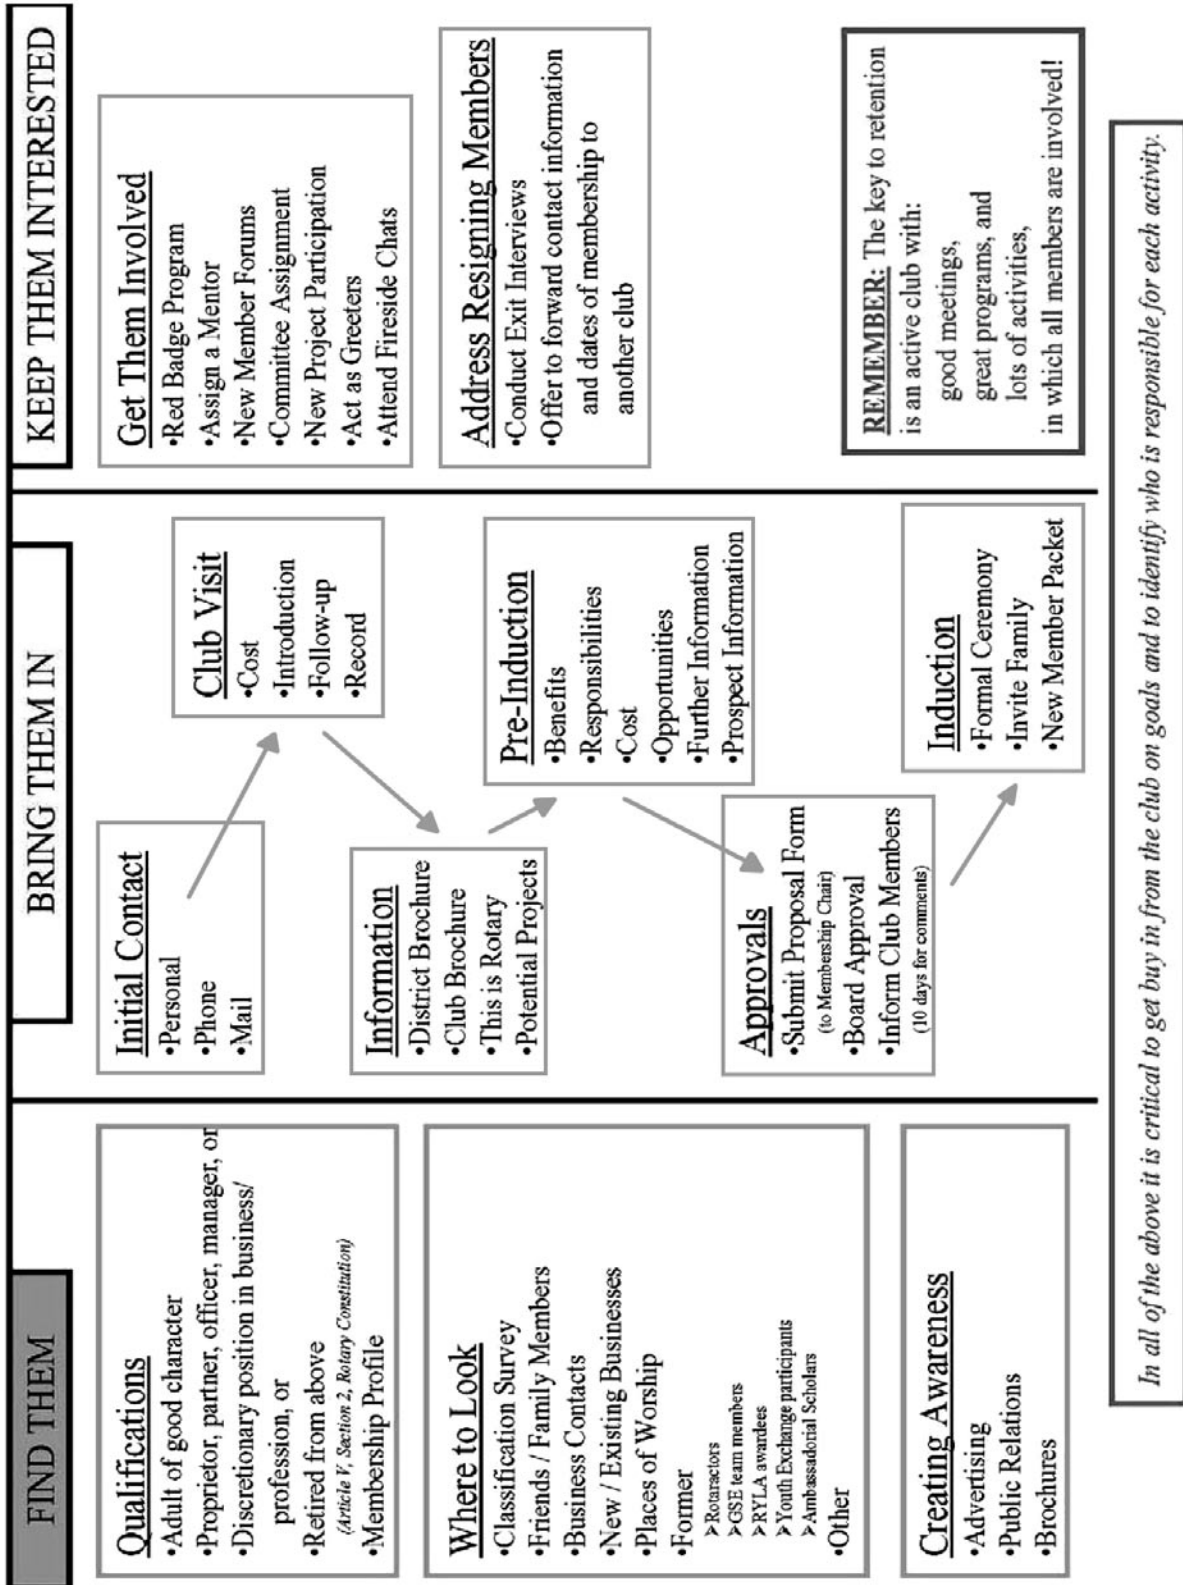 FIND THEM
Qualifications
•Adult of good character
•Proprietor, partner, officer, manager, or
•Discretionary position in business/
profession, or
•Retired from above
(Article V, Section 2, Rotary Constitution)
•Membership Profile
Where to Look
•Classification Survey
•Friends / Family Members
•Business Contacts
•New / Existing Businesses
•Places of Worship
•Former
➢Rotaractors
➢GSE team members
➢RYLA awardees
➢Youth Exchange participants
➢Ambassadorial Scholars
•Other
Creating Awareness
•Advertising
•Public Relations
•Brochures
BRING THEM IN
Initial Contact
•Personal
•Phone
•Mail
Club Visit
•Cost
•Introduction
•Follow-up
•Record
Information
•District Brochure
•Club Brochure
•This is Rotary
•Potential Projects
Pre-Induction
•Benefits
•Responsibilities
•Cost
•Opportunities
•Further Information
•Prospect Information
Approvals
•Submit Proposal Form
(to Membership Chair)
•Board Approval
•Inform Club Members
(10 days for comments)
Induction
•Formal Ceremony
•Invite Family
•New Member Packet
KEEP THEM INTERESTED
Get Them Involved
•Red Badge Program
•Assign a Mentor
•New Member Forums
•Committee Assignment
•New Project Participation
•Act as Greeters
•Attend Fireside Chats
Address Resigning Members
•Conduct Exit Interviews
•Offer to forward contact information
and dates of membership to
another club
REMEMBER: The key to retention
is an active club with:
good meetings,
great programs, and
lots of activities,
in which all members are involved!
In all of the above it is critical to get buy in from the club on goals and to identify who is responsible for each activity.